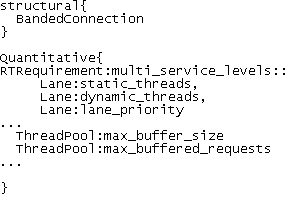 structural{
BandedConnection
}
Quantitative{
RTRequirement:multi_service_levels::
Lane:static_threads,
Lane:dynamic_threads,
Lane:lane_priority
...
ThreadPool:max_buffer_size
ThreadPool:max_buffered_requests
...
}